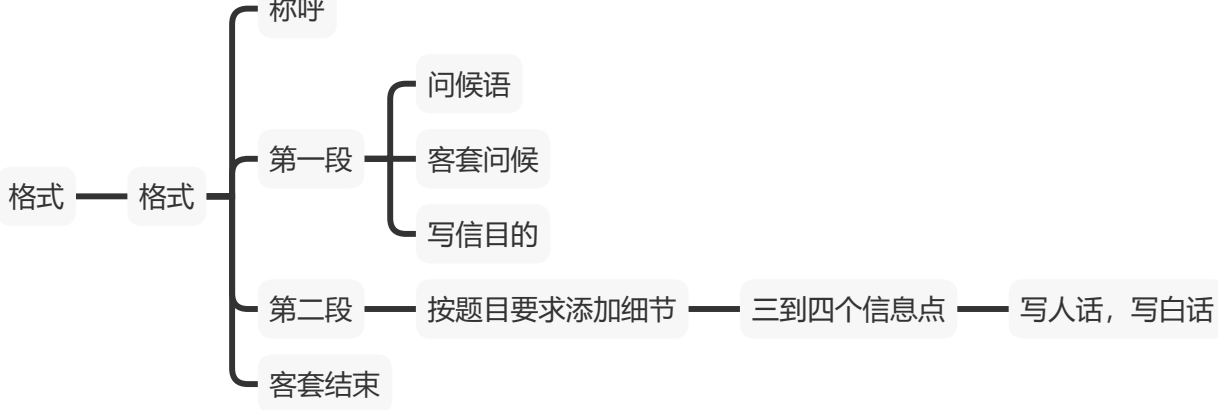 称呼
问候语
第一段
客套问候
写信目的
格式
格式
第二段
按题目要求添加细节
三到四个信息点
写人话，写白话
客套结束